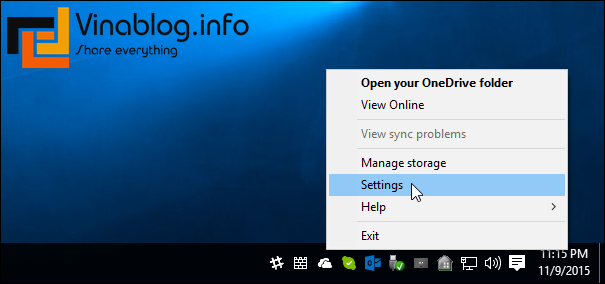 Vinablog.info
Share everything
Open your OneDrive folder
View Online
View sync problems
Manage storage
Settings
Help
Exit
11:15 PM
11/9/2015